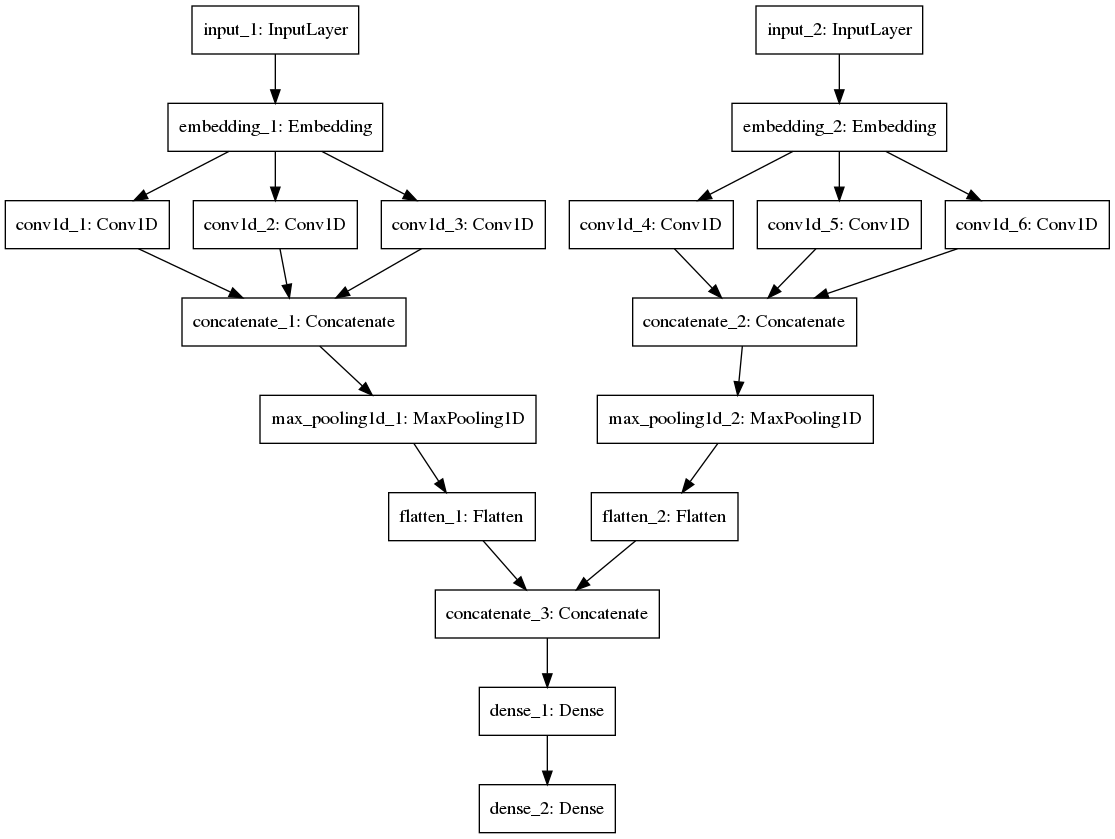 input_1: InputLayer
input_2: InputLayer
embedding_1: Embedding
embedding_2: Embedding
conv1d_1: Conv1D
conv1d_2: Conv1D
conv1d_3: Conv1D
conv1d_4: Conv1D
conv1d_5: Conv1D
conv1d_6: Conv1D
concatenate_1: Concatenate
concatenate_2: Concatenate
max_pooling1d_1: MaxPooling1D
max_pooling1d_2: MaxPooling1D
flatten_1: Flatten
flatten_2: Flatten
concatenate_3: Concatenate
dense_1: Dense
dense_2: Dense